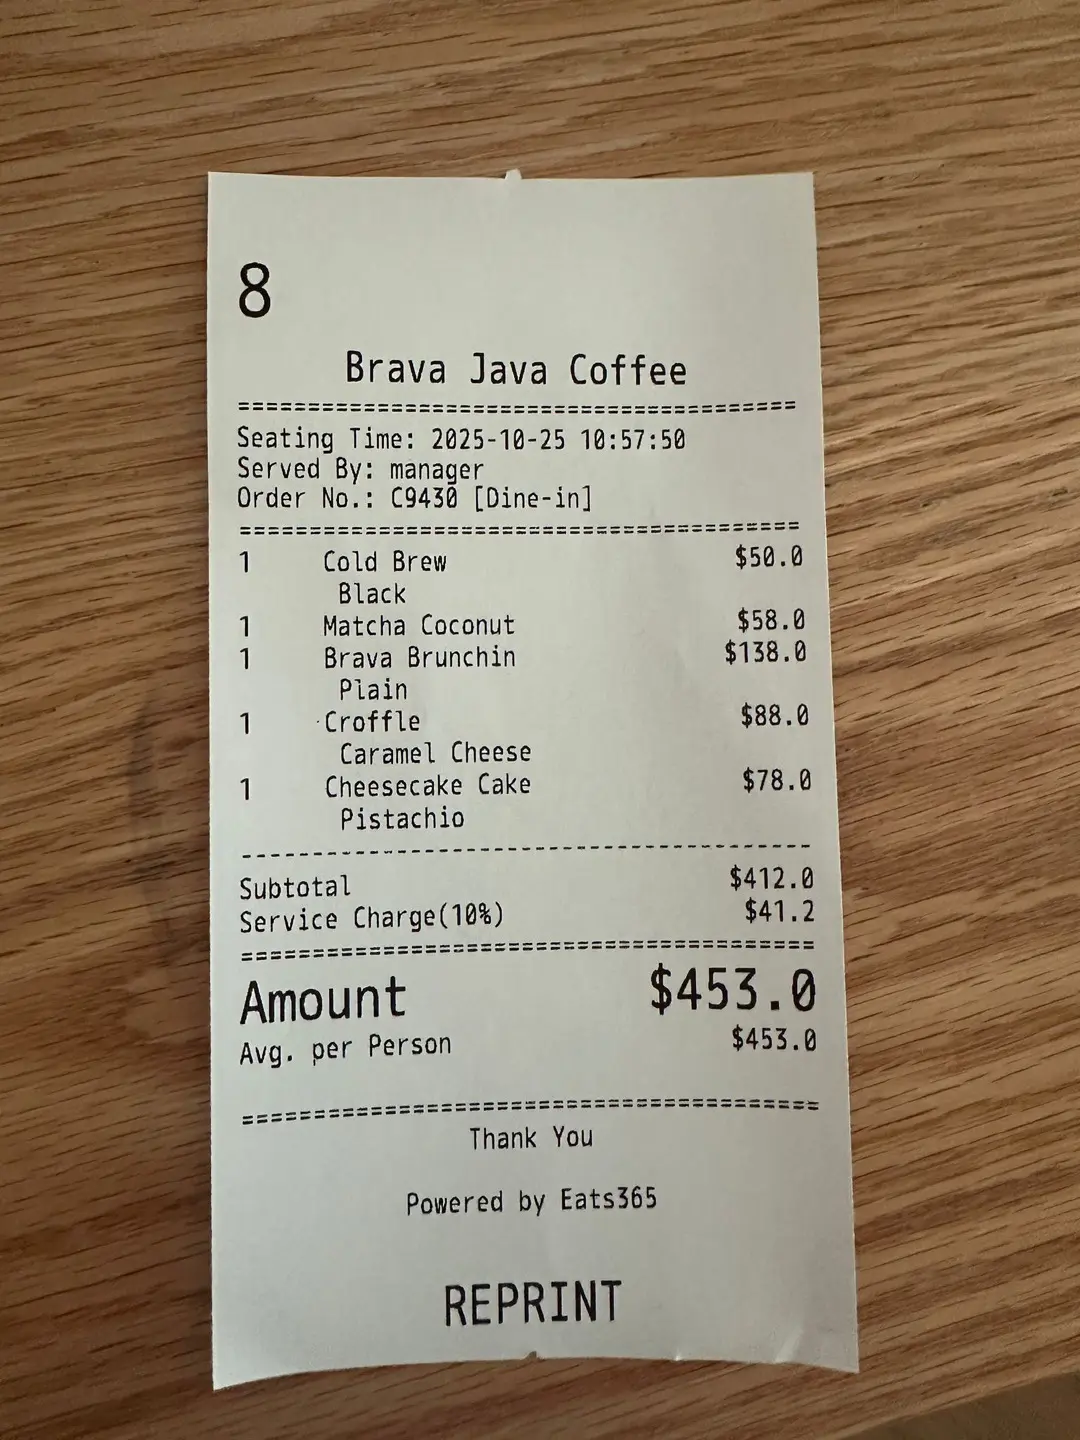 8
Brava Java Coffee
========================================
Seating Time: 2025-10-25 10:57:50
Served By: manager
Order No.: C9430 [Dine-in]
========================================
1 Cold Brew $50.0
Black
1 Matcha Coconut $58.0
1 Brava Brunchin $138.0
Plain
1 Croffle $88.0
Caramel Cheese
1 Cheesecake Cake $78.0
Pistachio
----------------------------------------
Subtotal $412.0
Service Charge(10%) $41.2
========================================
Amount $453.0
Avg. per Person $453.0
========================================
Thank You
Powered by Eats365
REPRINT